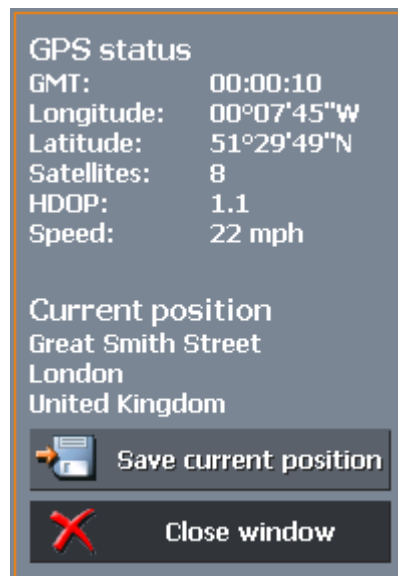 GPS status
GMT: 00:00:10
Longitude: 00°07'45"W
Latitude: 51°29'49"N
Satellites: 8
HDOP: 1.1
Speed: 22 mph
Current position
Great Smith Street
London
United Kingdom
Save current position
Close window